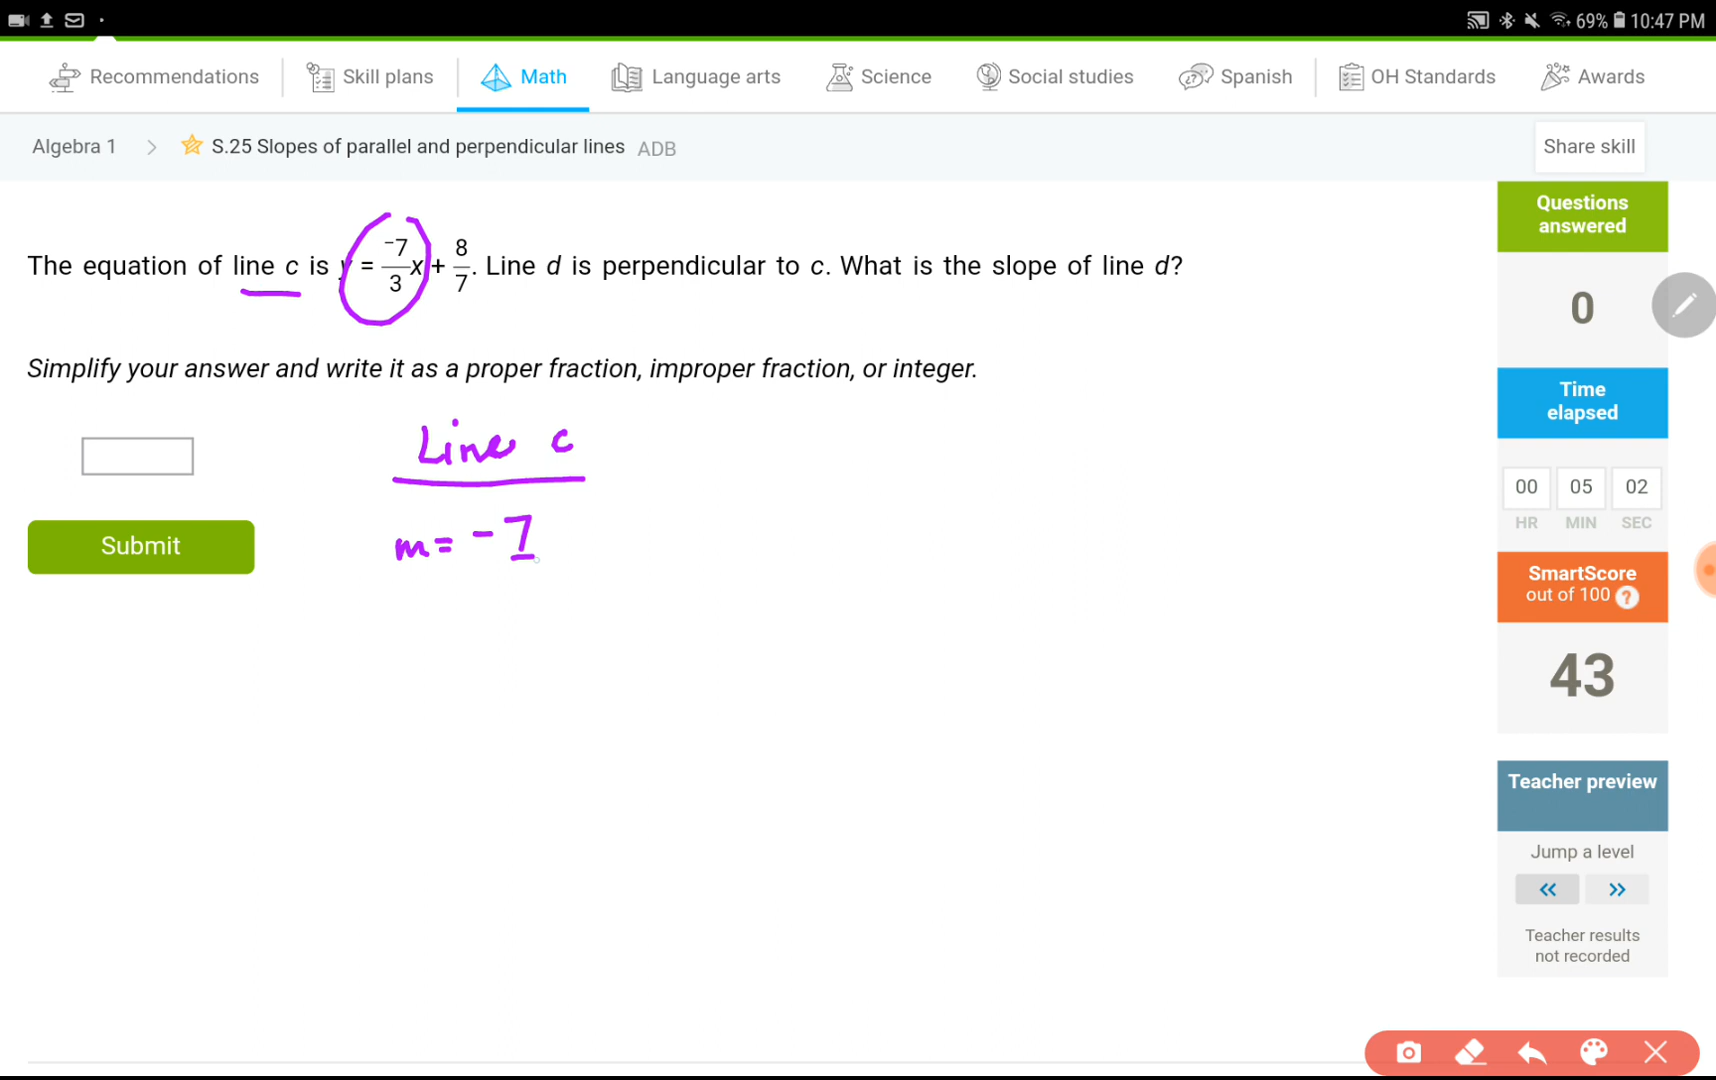 69% 10:47 PM
Recommendations Skill plans Math Language arts Science Social studies Spanish OH Standards Awards
Algebra 1 > S.25 Slopes of parallel and perpendicular lines ADB
Share skill
The equation of line c is y = -7/3 x + 8/7. Line d is perpendicular to c. What is the slope of line d?
Simplify your answer and write it as a proper fraction, improper fraction, or integer.
Submit
Line c
m = -7
Questions
answered
0
Time
elapsed
00 05 02
HR MIN SEC
SmartScore
out of 100 ?
43
Teacher preview
Jump a level
Teacher results
not recorded